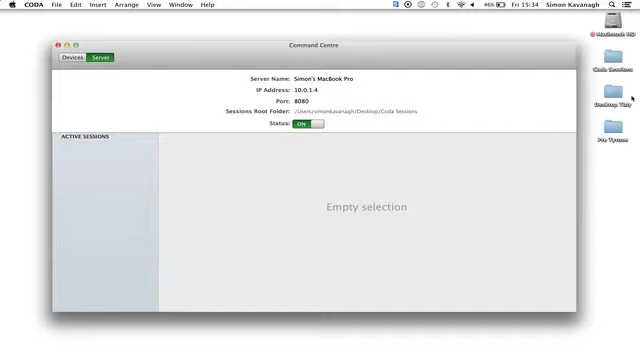 CODA File Edit Insert Arrange View Window Help 46% Fri 15:34 Simon Kavanagh
Command Centre
Devices Server
Server Name: Simon's MacBook Pro
IP Address: 10.0.1.4
Port: 8080
Sessions Root Folder: /Users/simonkavanagh/Desktop/Coda Sessions
Status: ON
ACTIVE SESSIONS
Empty selection
Macintosh HD
Coda Sessions
Desktop Tidy
Pro Tyrone